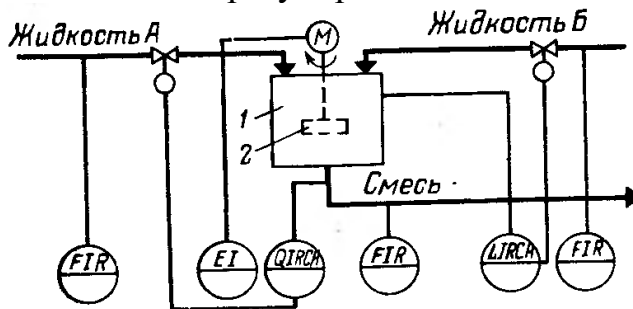 Жидкость А
М
Жидкость Б
1
2
Смесь
FIR
EI
QIRCA
FIR
LIRCA
FIR